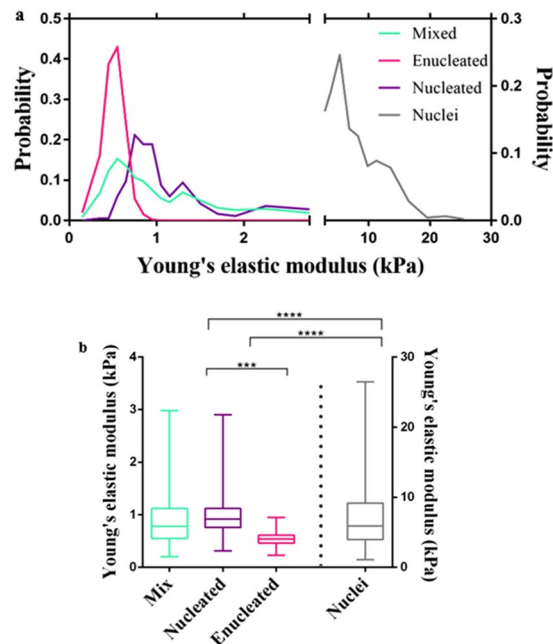 a
0.5
0.4
0.3
0.2
0.1
0.0
Probability
0 1 2
10 20 30
0.3
0.2
0.1
0.0
Probability
Mixed
Enucleated
Nucleated
Nuclei
Young's elastic modulus (kPa)
b
****
****
***
4
3
2
1
0
Young's elastic modulus (kPa)
30
20
10
0
Young's elastic modulus (kPa)
Mix
Nucleated
Enucleated
Nuclei